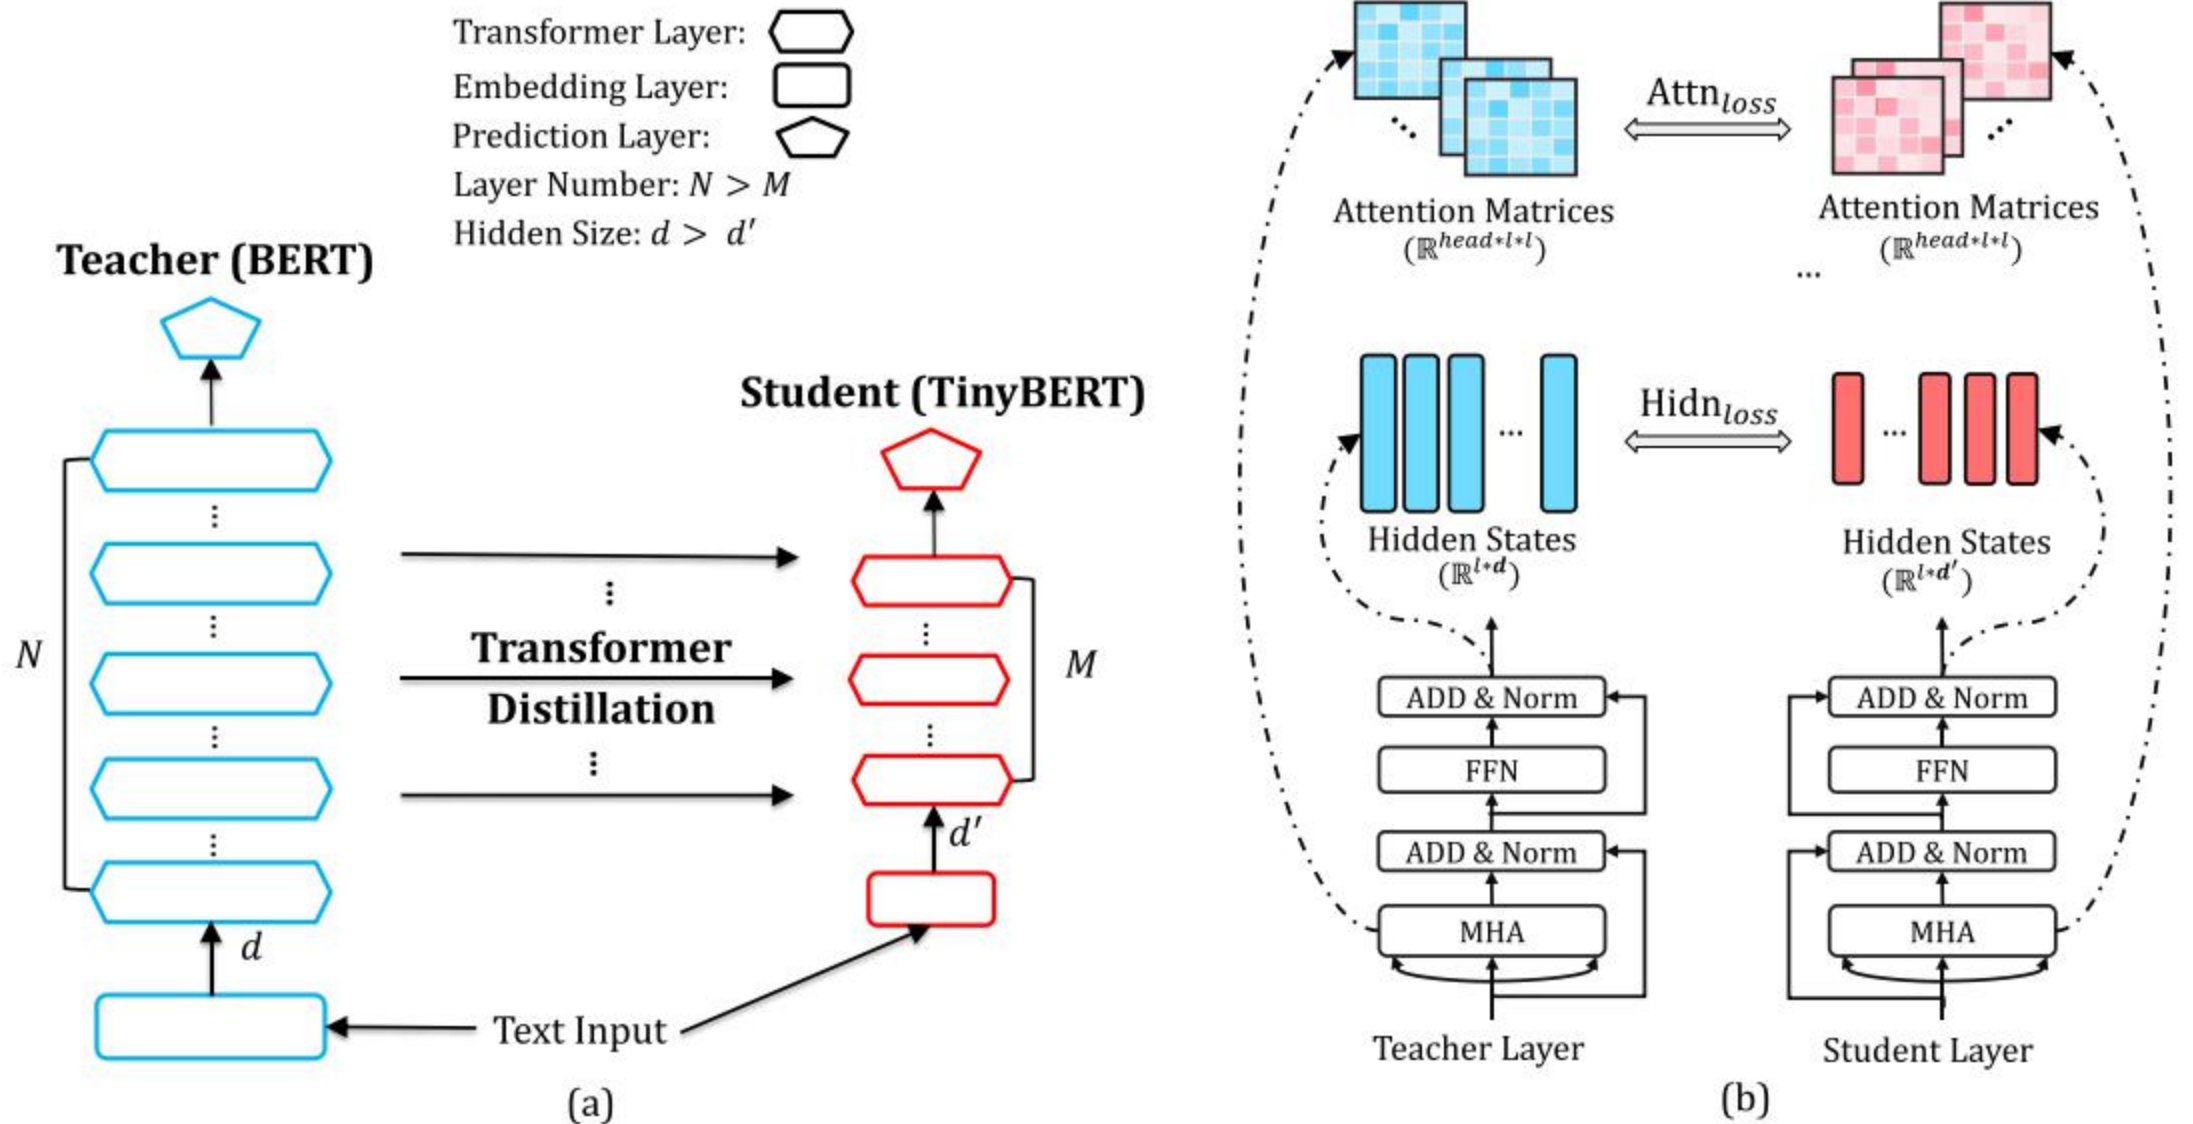 Transformer Layer:
Embedding Layer:
Prediction Layer:
Layer Number: N > M
Hidden Size: d > d′
Teacher (BERT)
Student (TinyBERT)
N
Transformer
Distillation
M
d′
d
Text Input
(a)
Attn_loss
Attention Matrices
(ℝ^{head*l*l})
Attention Matrices
(ℝ^{head*l*l})
...
Hidn_loss
...
...
Hidden States
(ℝ^{l*d})
Hidden States
(ℝ^{l*d′})
ADD & Norm
FFN
ADD & Norm
MHA
Teacher Layer
ADD & Norm
FFN
ADD & Norm
MHA
Student Layer
(b)